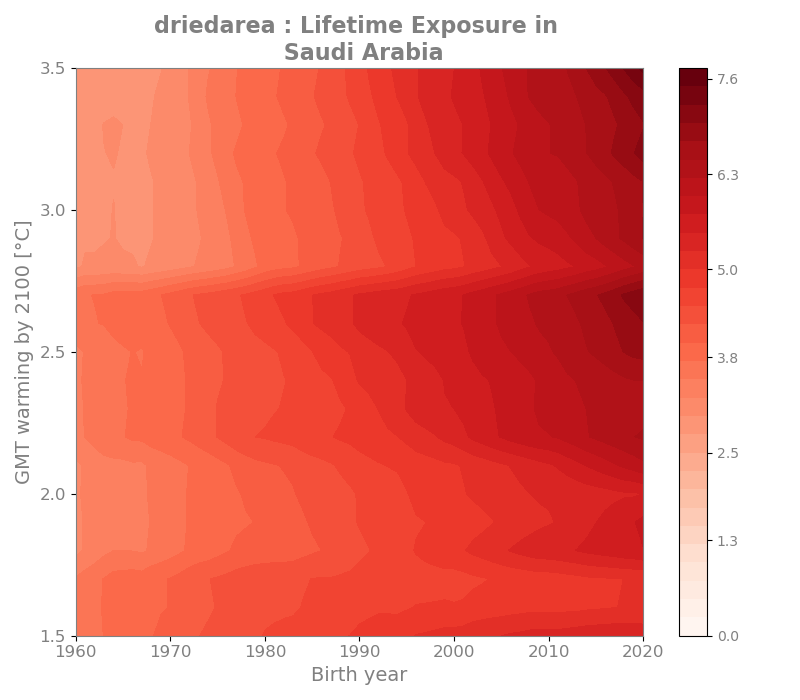 driedarea : Lifetime Exposure in
Saudi Arabia
3.5
3.0
2.5
2.0
1.5
GMT warming by 2100 [°C]
1960 1970 1980 1990 2000 2010 2020
Birth year
7.6
6.3
5.0
3.8
2.5
1.3
0.0